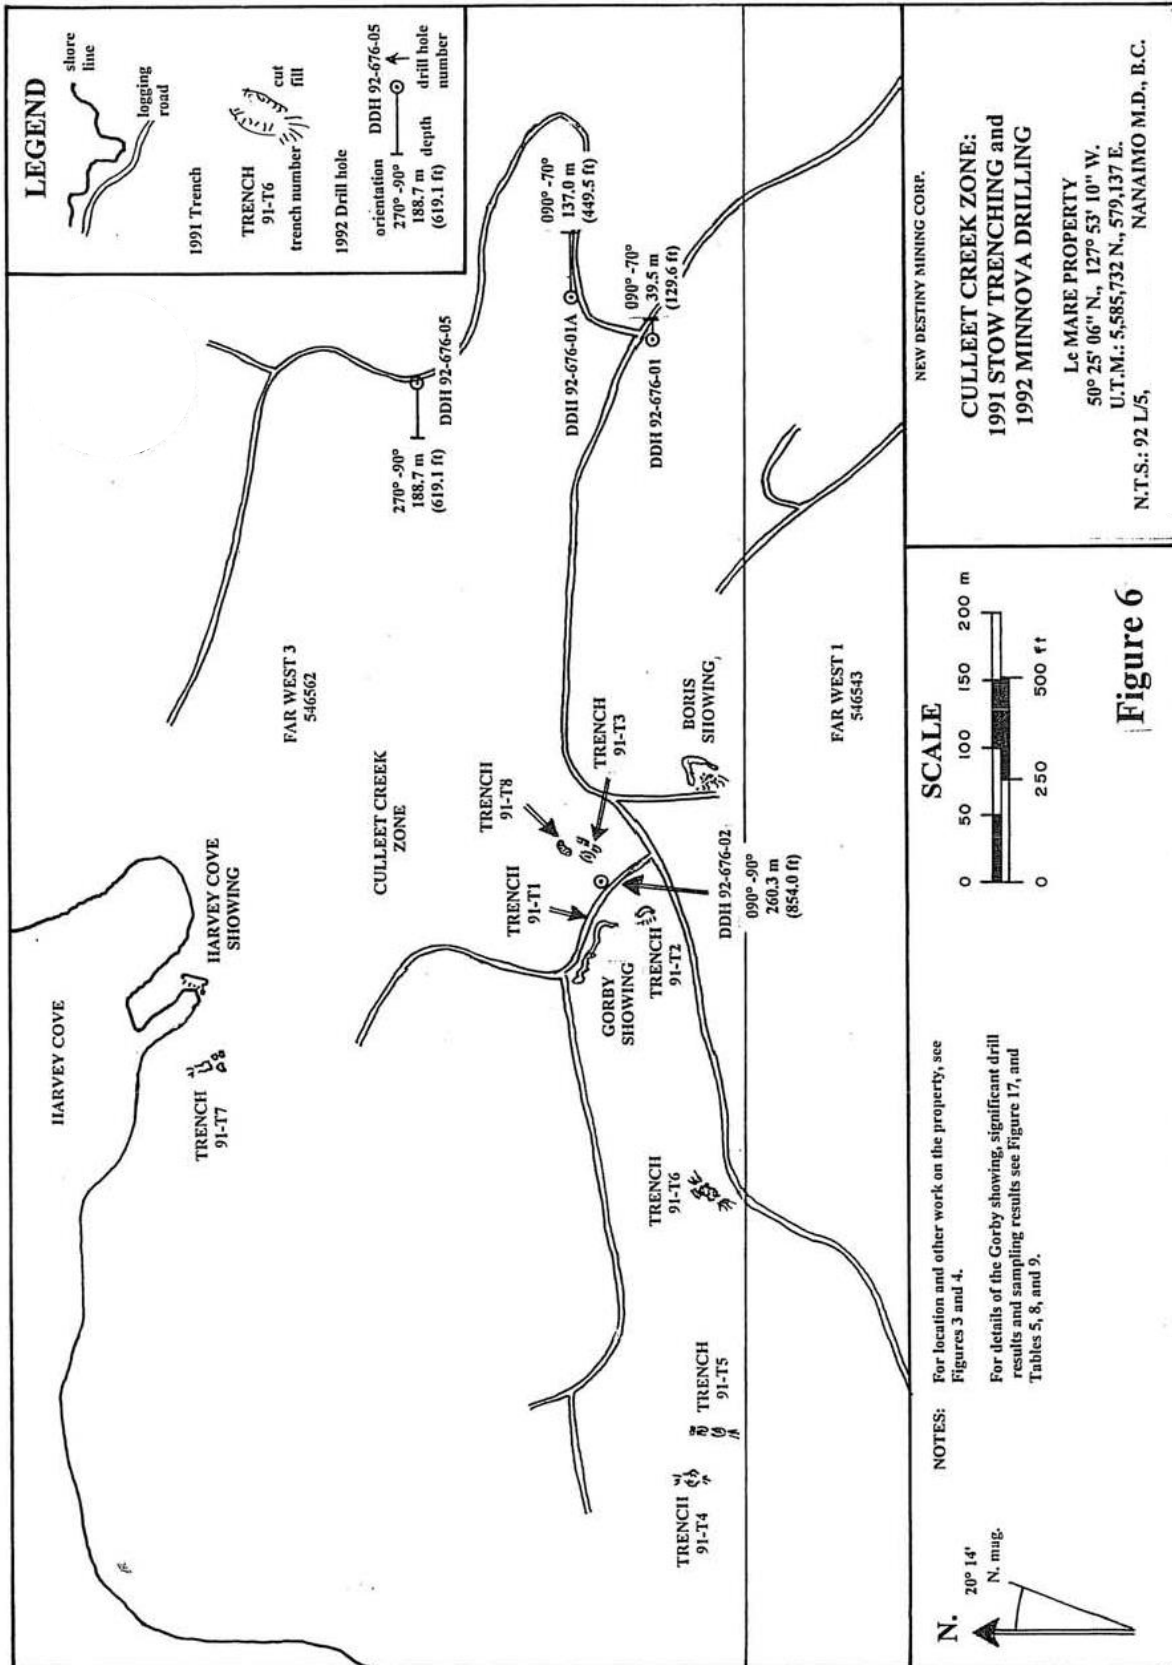 LEGEND
shore
line
logging
road
1991 Trench
TRENCH
91-T6
trench number
cut
fill
1992 Drill hole
orientation
270° -90°
188.7 m
(619.1 ft)
depth
DDH 92-676-05
drill hole
number
HARVEY COVE
HARVEY COVE
SHOWING
TRENCH
91-T7
FAR WEST 3
546562
CULLEET CREEK
ZONE
270° -90°
188.7 m
(619.1 ft)
DDH 92-676-05
090° -70°
137.0 m
(449.5 ft)
DDH 92-676-01A
090° -70°
39.5 m
(129.6 ft)
DDH 92-676-01
TRENCH
91-T8
TRENCH
91-T3
TRENCH
91-T1
BORIS
SHOWING
GORBY
SHOWING
TRENCH
91-T2
DDH 92-676-02
090° -90°
260.3 m
(854.0 ft)
TRENCH
91-T6
TRENCH
91-T5
TRENCH
91-T4
FAR WEST 1
546543
N.
20° 14'
N. mag.
NOTES: For location and other work on the property, see
Figures 3 and 4.
For details of the Gorby showing, significant drill
results and sampling results see Figure 17, and
Tables 5, 8, and 9.
SCALE
0 50 100 150 200 m
0 250 500 ft
Figure 6
NEW DESTINY MINING CORP.
CULLEET CREEK ZONE:
1991 STOW TRENCHING and
1992 MINNOVA DRILLING
Le MARE PROPERTY
50° 25' 06" N., 127° 53' 10" W.
U.T.M.: 5,585,732 N., 579,137 E.
N.T.S.: 92 L/5, NANAIMO M.D., B.C.